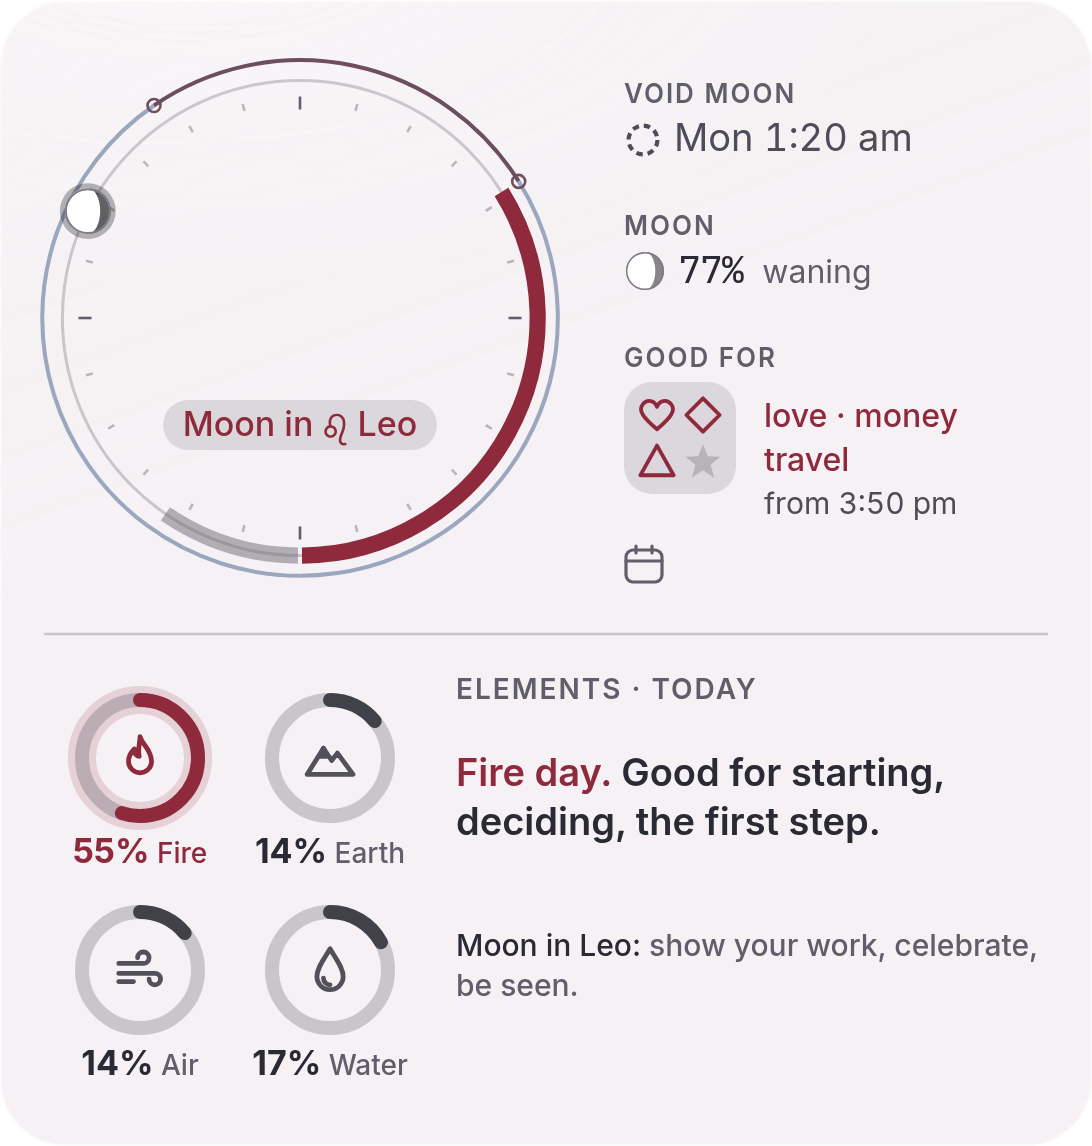 VOID MOON
Mon 1:20 am
MOON
77% waning
GOOD FOR
love · money
travel
from 3:50 pm
Moon in ♌ Leo
ELEMENTS · TODAY
Fire day. Good for starting,
deciding, the first step.
55% Fire
14% Earth
Moon in Leo: show your work, celebrate,
be seen.
14% Air
17% Water